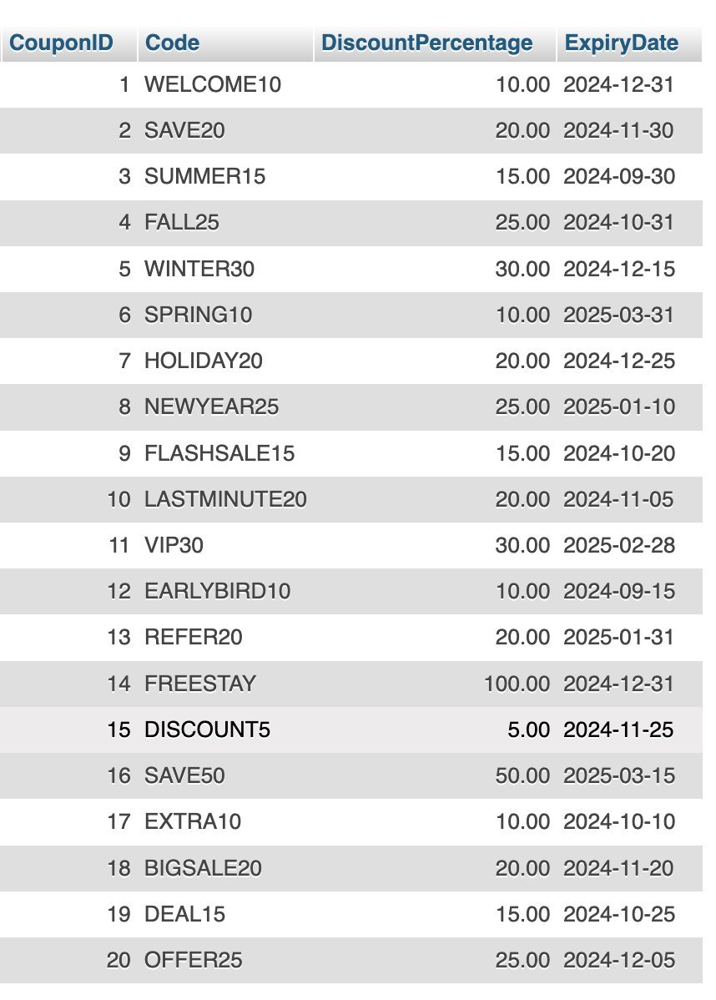 CouponID Code DiscountPercentage ExpiryDate
1 WELCOME10 10.00 2024-12-31
2 SAVE20 20.00 2024-11-30
3 SUMMER15 15.00 2024-09-30
4 FALL25 25.00 2024-10-31
5 WINTER30 30.00 2024-12-15
6 SPRING10 10.00 2025-03-31
7 HOLIDAY20 20.00 2024-12-25
8 NEWYEAR25 25.00 2025-01-10
9 FLASHSALE15 15.00 2024-10-20
10 LASTMINUTE20 20.00 2024-11-05
11 VIP30 30.00 2025-02-28
12 EARLYBIRD10 10.00 2024-09-15
13 REFER20 20.00 2025-01-31
14 FREESTAY 100.00 2024-12-31
15 DISCOUNT5 5.00 2024-11-25
16 SAVE50 50.00 2025-03-15
17 EXTRA10 10.00 2024-10-10
18 BIGSALE20 20.00 2024-11-20
19 DEAL15 15.00 2024-10-25
20 OFFER25 25.00 2024-12-05